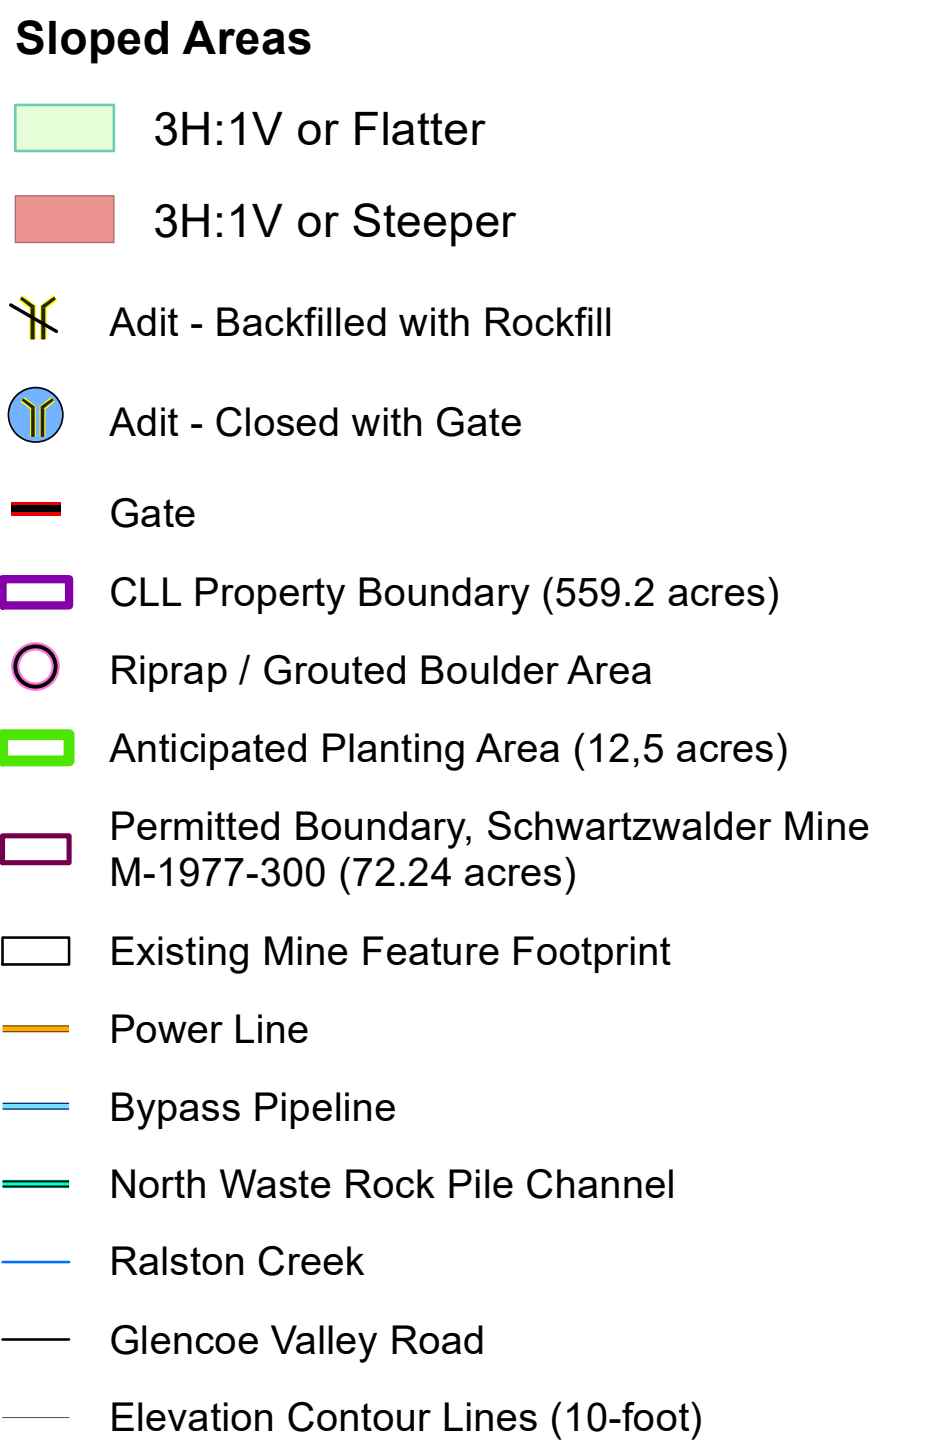 Sloped Areas
3H:1V or Flatter
3H:1V or Steeper
Adit - Backfilled with Rockfill
Adit - Closed with Gate
Gate
CLL Property Boundary (559.2 acres)
Riprap / Grouted Boulder Area
Anticipated Planting Area (12,5 acres)
Permitted Boundary, Schwartzwalder Mine
M-1977-300 (72.24 acres)
Existing Mine Feature Footprint
Power Line
Bypass Pipeline
North Waste Rock Pile Channel
Ralston Creek
Glencoe Valley Road
Elevation Contour Lines (10-foot)